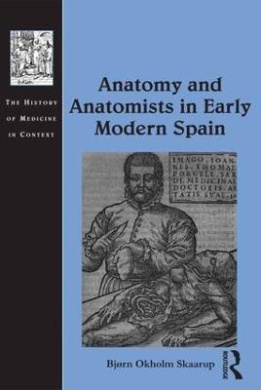 THE HISTORY
OF MEDICINE
IN CONTEXT
Anatomy and
Anatomists in Early
Modern Spain
IMAGO, IOAN,
NIS, THOMAE
PORCELL, SAR
DE MEDICINAE
DOCTORIS, AE
TATIS SVAE,
Bjørn Okholm Skaarup
R
ROUTLEDGE